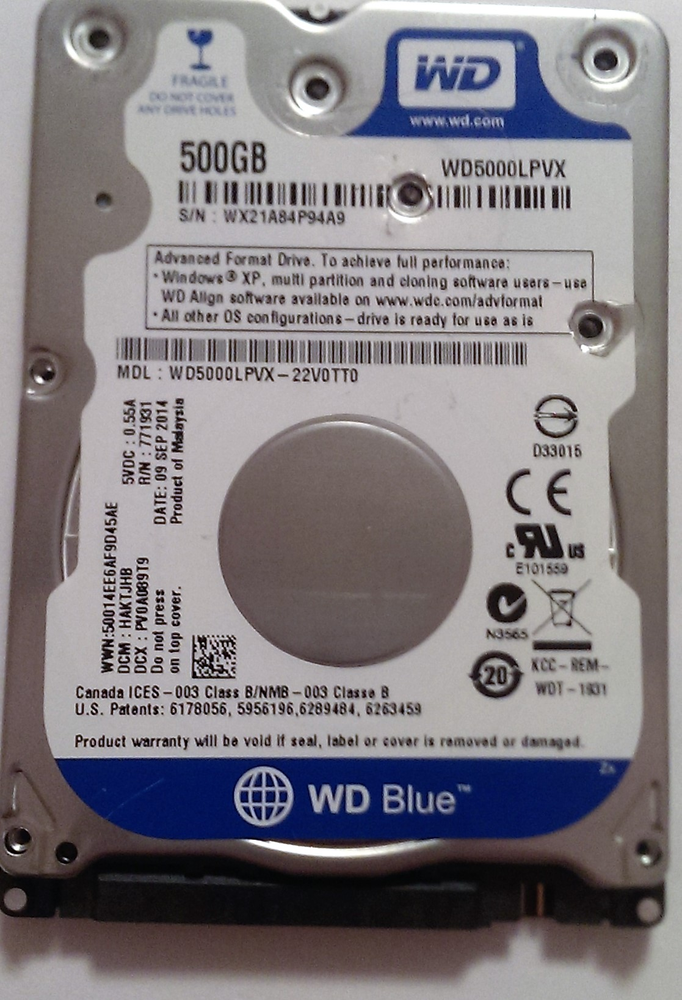 FRAGILE
DO NOT COVER
ANY DRIVE HOLES
WD®
www.wd.com
500GB
WD5000LPVX
S/N : WX21A84P94A9
Advanced Format Drive. To achieve full performance:
• Windows® XP, multi partition and cloning software users – use
WD Align software available on www.wdc.com/advformat
• All other OS configurations – drive is ready for use as is
MDL : WD5000LPVX – 22V0TT0
5VDC : 0.55A
R/N : 771931
DATE: 09 SEP 2014
Product of Malaysia
WWN:50014EE6AF9D45AE
DCM : HAKTJHB
DCX : PV0A089T9
Do not press
on top cover.
D33015
CE
c RU US
E101559
N3565
20
KCC – REM –
WDT – 1931
Canada ICES – 003 Class B/NMB – 003 Classe B
U.S. Patents: 6178056, 5956196,6289484, 6263459
Product warranty will be void if seal, label or cover is removed or damaged.
WD Blue™